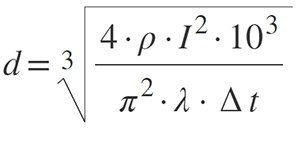 d = ∛(4 · ρ · I² · 10³ / π² · λ · Δt)